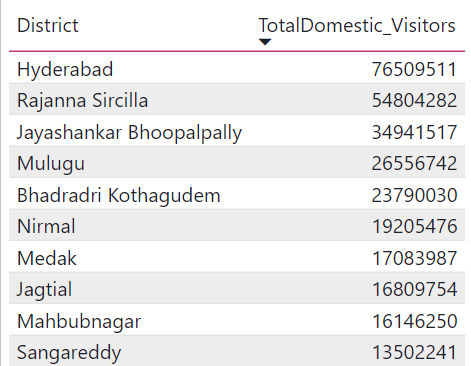 District TotalDomestic_Visitors
Hyderabad 76509511
Rajanna Sircilla 54804282
Jayashankar Bhoopalpally 34941517
Mulugu 26556742
Bhadradri Kothagudem 23790030
Nirmal 19205476
Medak 17083987
Jagtial 16809754
Mahbubnagar 16146250
Sangareddy 13502241